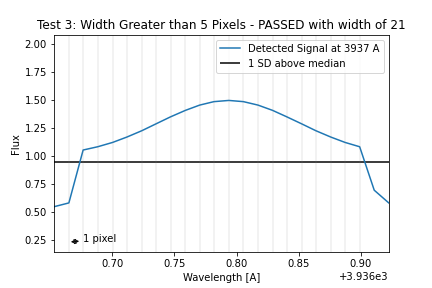 Test 3: Width Greater than 5 Pixels - PASSED with width of 21
2.00
1.75
1.50
1.25
1.00
0.75
0.50
0.25
Flux
Detected Signal at 3937 A
1 SD above median
1 pixel
0.70
0.75
0.80
0.85
0.90
Wavelength [A]
+3.936e3